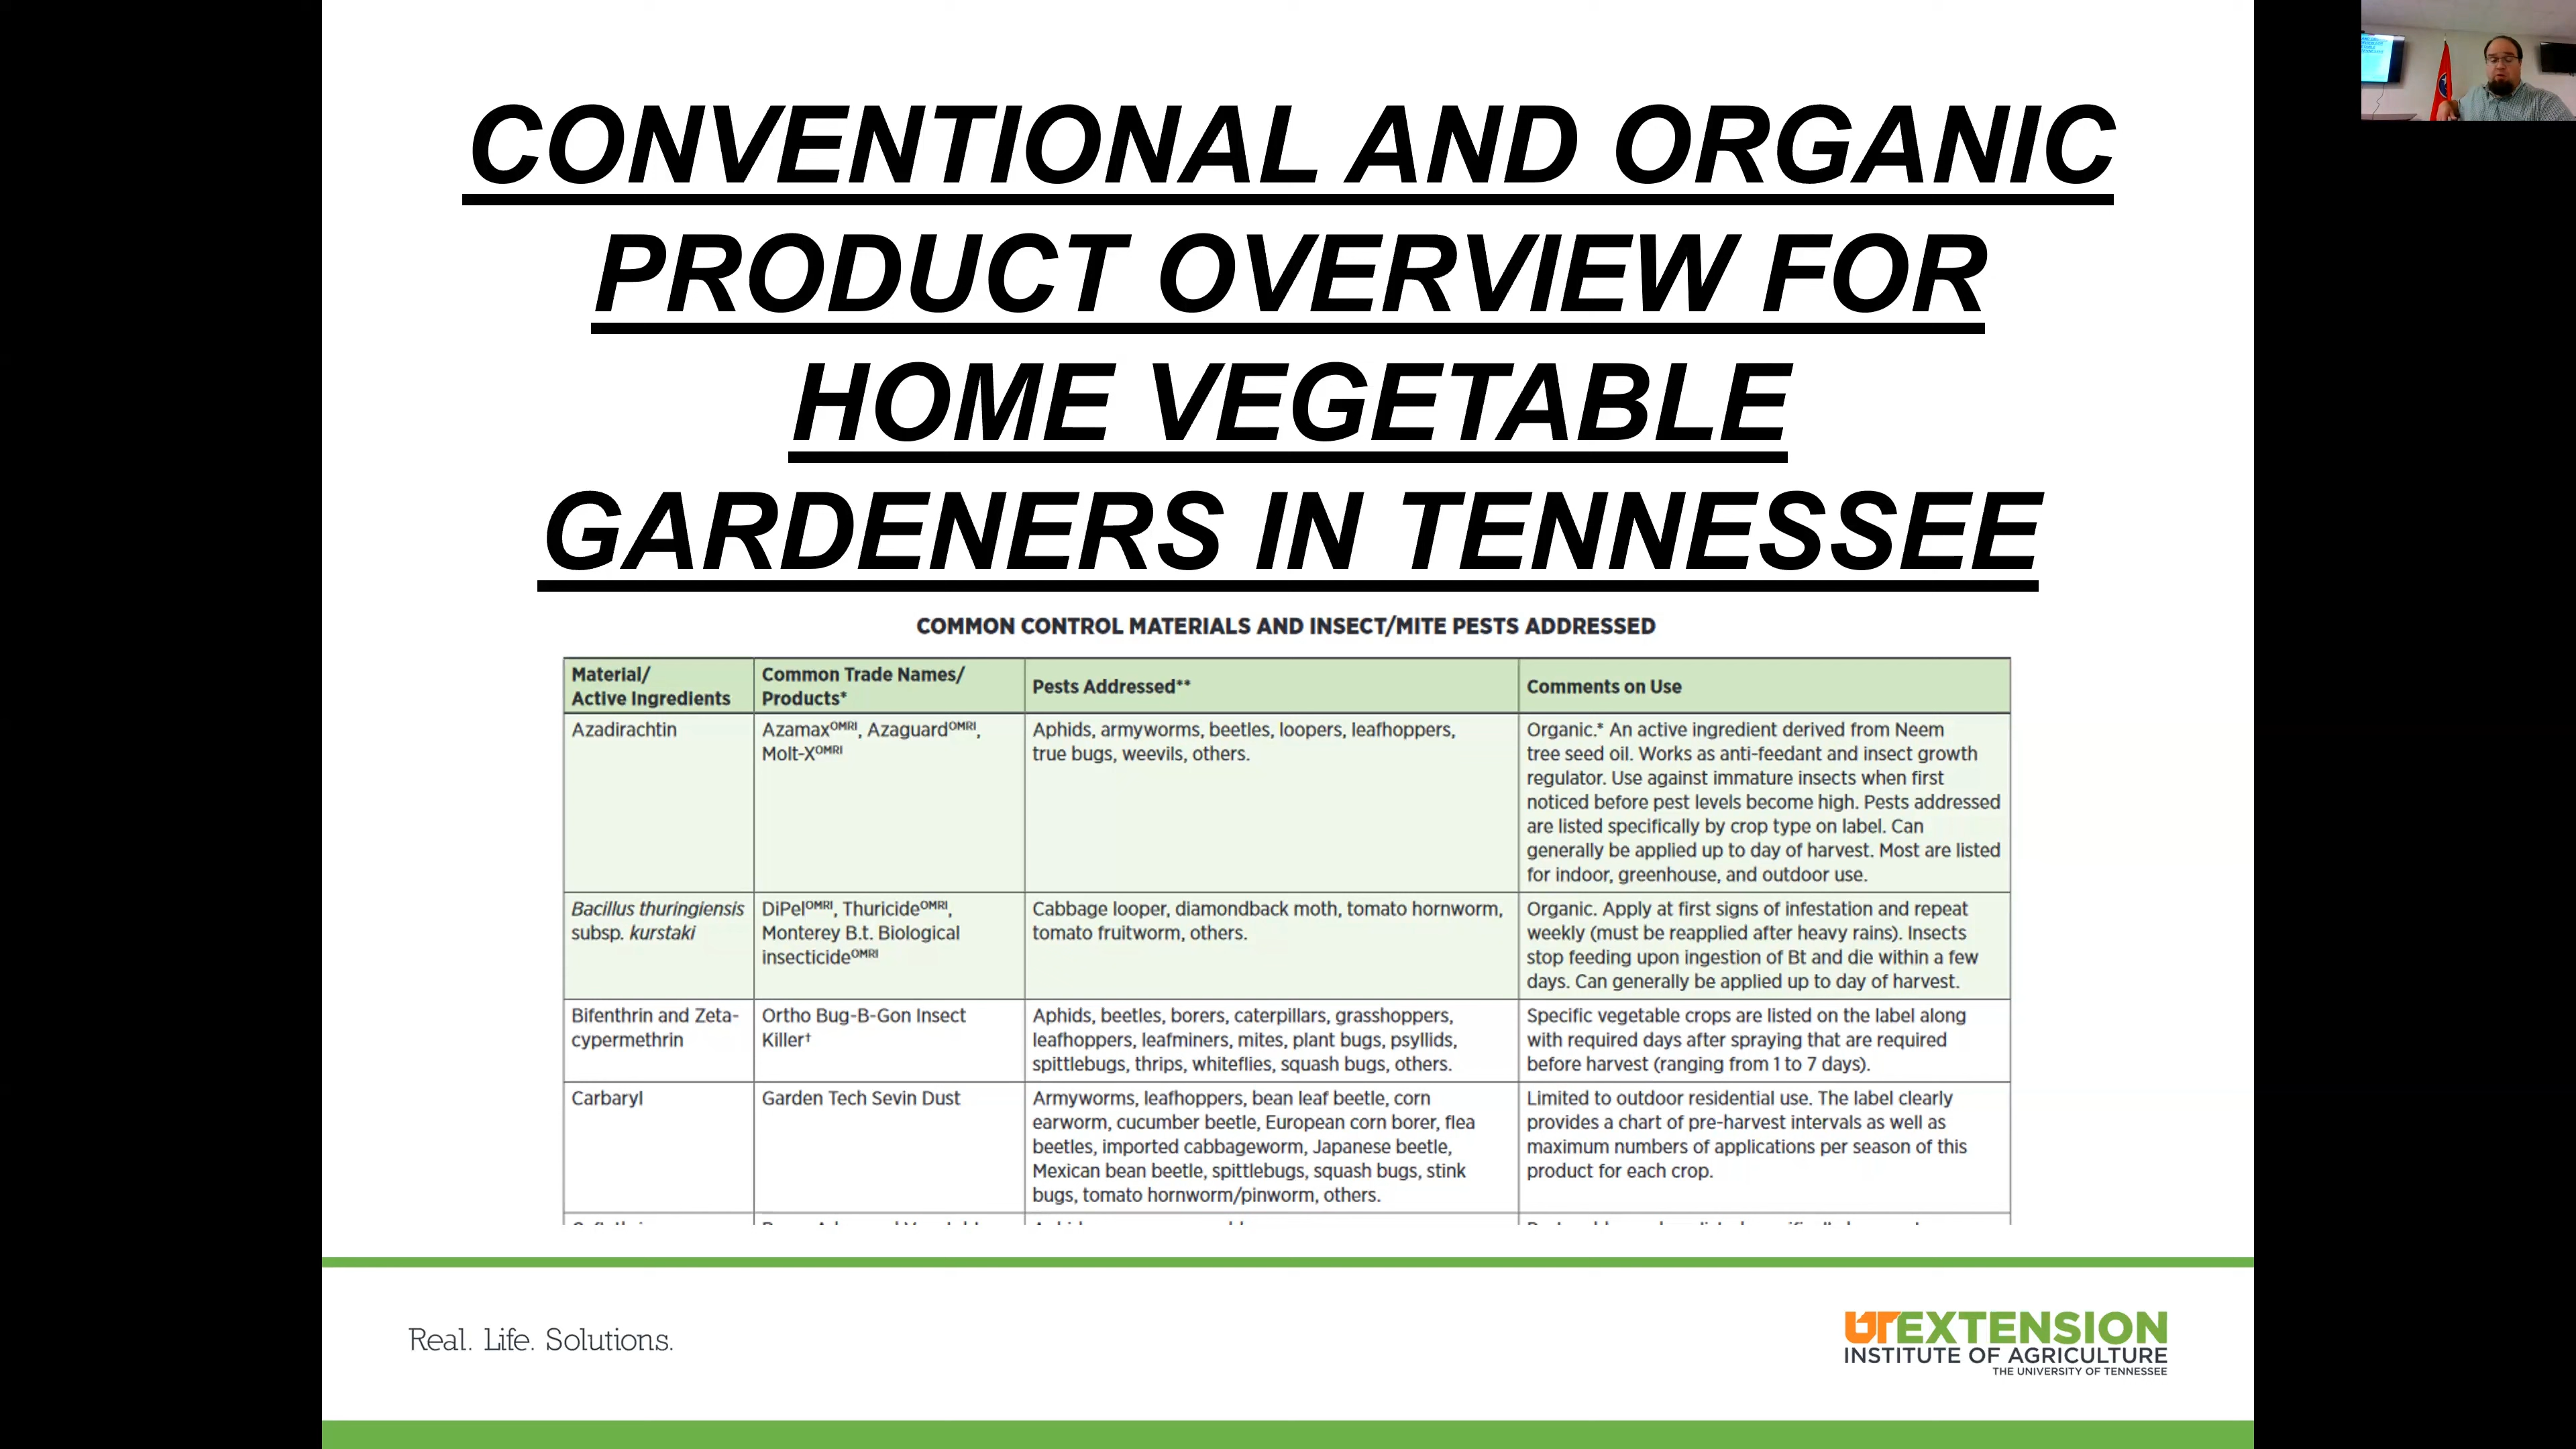 CONVENTIONAL AND ORGANIC
PRODUCT OVERVIEW FOR
HOME VEGETABLE
GARDENERS IN TENNESSEE
COMMON CONTROL MATERIALS AND INSECT/MITE PESTS ADDRESSED
Material/
Active Ingredients
Common Trade Names/
Products*
Pests Addressed**
Comments on Use
Azadirachtin
Azamax^OMRI, Azaguard^OMRI,
Molt-X^OMRI
Aphids, armyworms, beetles, loopers, leafhoppers,
true bugs, weevils, others.
Organic.* An active ingredient derived from Neem
tree seed oil. Works as anti-feedant and insect growth
regulator. Use against immature insects when first
noticed before pest levels become high. Pests addressed
are listed specifically by crop type on label. Can
generally be applied up to day of harvest. Most are listed
for indoor, greenhouse, and outdoor use.
Bacillus thuringiensis
subsp. kurstaki
DiPel^OMRI, Thuricide^OMRI,
Monterey B.t. Biological
insecticide^OMRI
Cabbage looper, diamondback moth, tomato hornworm,
tomato fruitworm, others.
Organic. Apply at first signs of infestation and repeat
weekly (must be reapplied after heavy rains). Insects
stop feeding upon ingestion of Bt and die within a few
days. Can generally be applied up to day of harvest.
Bifenthrin and Zeta-
cypermethrin
Ortho Bug-B-Gon Insect
Killer†
Aphids, beetles, borers, caterpillars, grasshoppers,
leafhoppers, leafminers, mites, plant bugs, psyllids,
spittlebugs, thrips, whiteflies, squash bugs, others.
Specific vegetable crops are listed on the label along
with required days after spraying that are required
before harvest (ranging from 1 to 7 days).
Carbaryl
Garden Tech Sevin Dust
Armyworms, leafhoppers, bean leaf beetle, corn
earworm, cucumber beetle, European corn borer, flea
beetles, imported cabbageworm, Japanese beetle,
Mexican bean beetle, spittlebugs, squash bugs, stink
bugs, tomato hornworm/pinworm, others.
Limited to outdoor residential use. The label clearly
provides a chart of pre-harvest intervals as well as
maximum numbers of applications per season of this
product for each crop.
Real. Life. Solutions.
UT EXTENSION
INSTITUTE OF AGRICULTURE
THE UNIVERSITY OF TENNESSEE